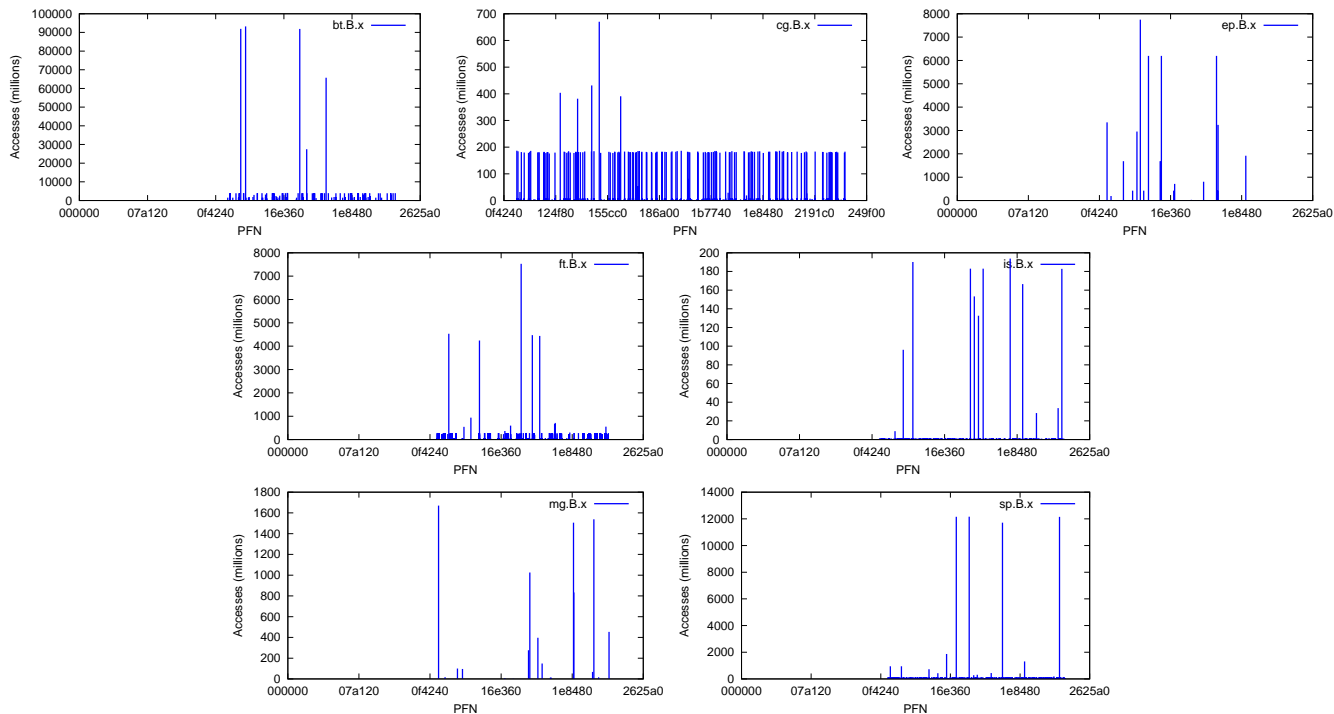 Accesses (millions)
100000
90000
80000
70000
60000
50000
40000
30000
20000
10000
0
bt.B.x
000000 07a120 0f4240 16e360 1e8480 2625a0
PFN
Accesses (millions)
700
600
500
400
300
200
100
0
cg.B.x
0f4240 124f80 155cc0 186a00 1b7740 1e8480 2191c0 249f00
PFN
Accesses (millions)
8000
7000
6000
5000
4000
3000
2000
1000
0
ep.B.x
000000 07a120 0f4240 16e360 1e8480 2625a0
PFN
Accesses (millions)
8000
7000
6000
5000
4000
3000
2000
1000
0
ft.B.x
000000 07a120 0f4240 16e360 1e8480 2625a0
PFN
Accesses (millions)
200
180
160
140
120
100
80
60
40
20
0
is.B.x
000000 07a120 0f4240 16e360 1e8480 2625a0
PFN
Accesses (millions)
1800
1600
1400
1200
1000
800
600
400
200
0
mg.B.x
000000 07a120 0f4240 16e360 1e8480 2625a0
PFN
Accesses (millions)
14000
12000
10000
8000
6000
4000
2000
0
sp.B.x
000000 07a120 0f4240 16e360 1e8480 2625a0
PFN